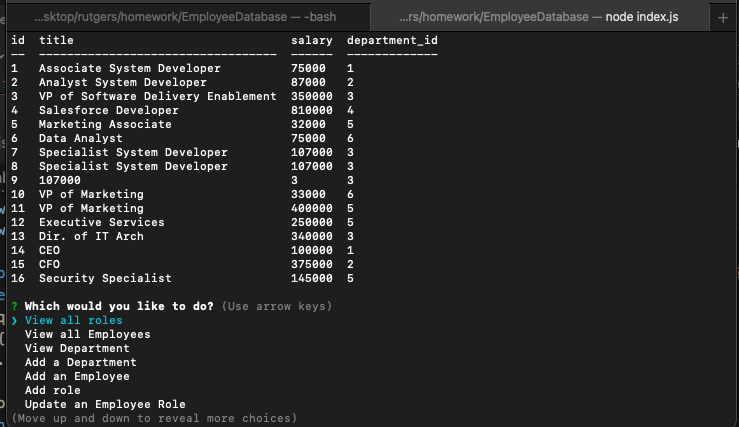 ...sktop/rutgers/homework/EmployeeDatabase — -bash ...rs/homework/EmployeeDatabase — node index.js +
id title salary department_id
-- ---------------------------------- ------ -------------
1 Associate System Developer 75000 1
2 Analyst System Developer 87000 2
3 VP of Software Delivery Enablement 350000 3
4 Salesforce Developer 810000 4
5 Marketing Associate 32000 5
6 Data Analyst 75000 6
7 Specialist System Developer 107000 3
8 Specialist System Developer 107000 3
9 107000 3 3
10 VP of Marketing 33000 6
11 VP of Marketing 400000 5
12 Executive Services 250000 5
13 Dir. of IT Arch 340000 3
14 CEO 100000 1
15 CFO 375000 2
16 Security Specialist 145000 5
? Which would you like to do? (Use arrow keys)
❯ View all roles
View all Employees
View Department
Add a Department
Add an Employee
Add role
Update an Employee Role
(Move up and down to reveal more choices)